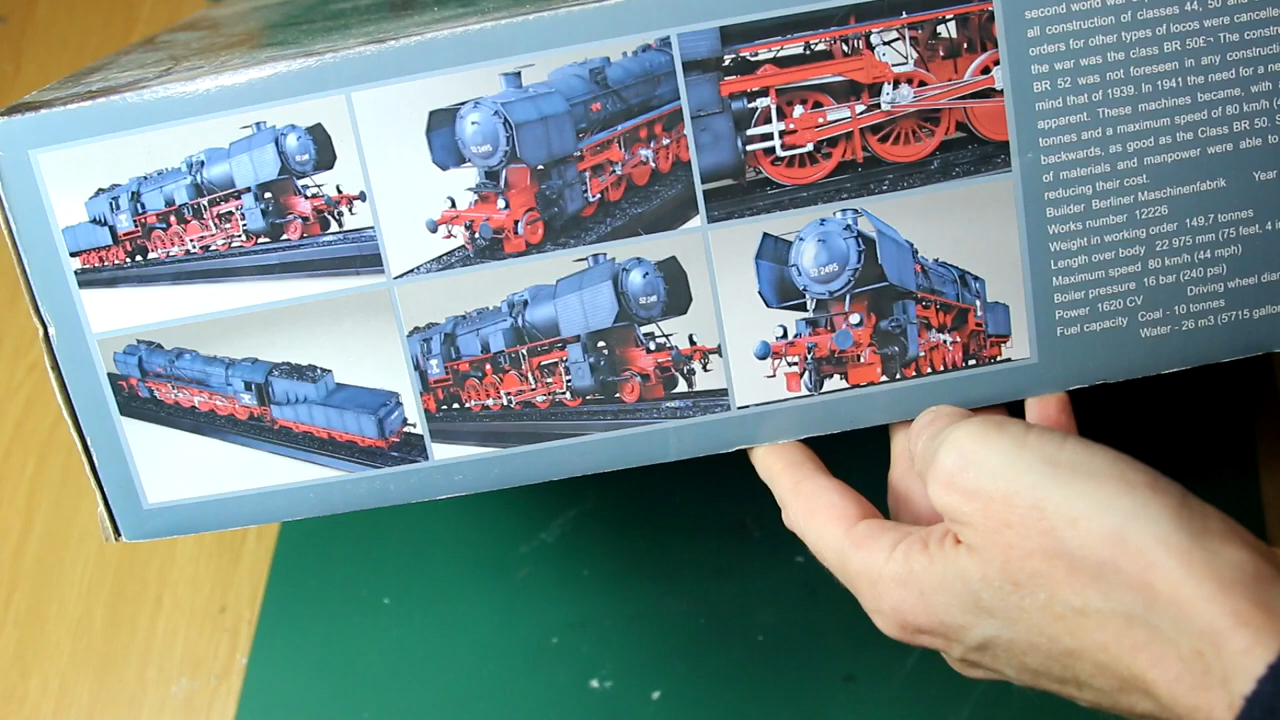 second world war
all construction of classes 44, 50 and
orders for other types of locos were cancelle
the war was the class BR 50£¬ The constru
BR 52 was not foreseen in any constructi
mind that of 1939. In 1941 the need for a ne
apparent. These machines became, with
tonnes and a maximum speed of 80 km/h (
backwards, as good as the Class BR 50. S
of materials and manpower were able to
reducing their cost.
Builder Berliner Maschinenfabrik Year
Works number 12226
Weight in working order 149,7 tonnes
Length over body 22 975 mm (75 feet, 4 in
Maximum speed 80 km/h (44 mph)
Boiler pressure 16 bar (240 psi)
Power 1620 CV Driving wheel diam
Fuel capacity Coal - 10 tonnes
Water - 26 m3 (5'715 gallo
52 2495
52 2495